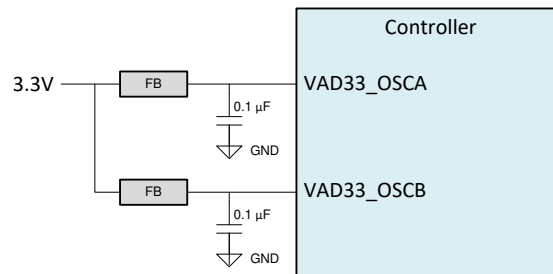 Controller
3.3V
FB
VAD33_OSCA
0.1 µF
GND
FB
VAD33_OSCB
0.1 µF
GND